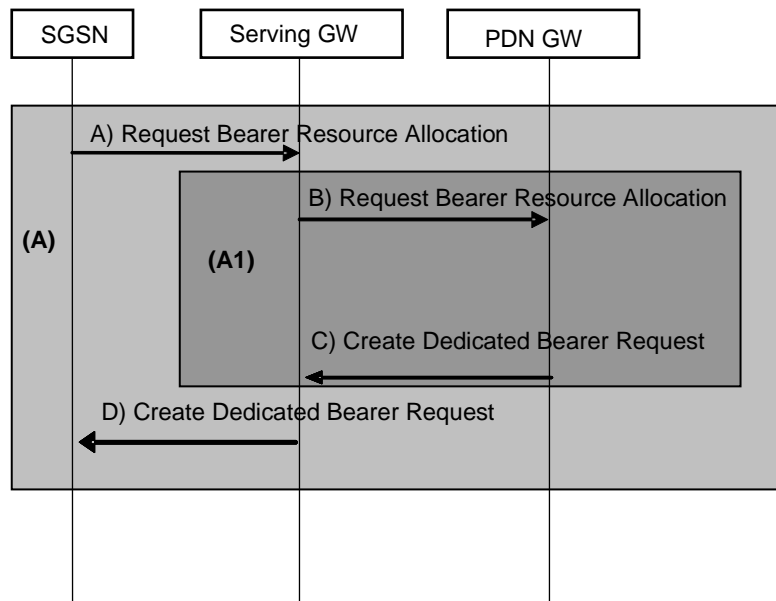 SGSN
Serving GW
PDN GW
A) Request Bearer Resource Allocation
B) Request Bearer Resource Allocation
(A)
(A1)
C) Create Dedicated Bearer Request
D) Create Dedicated Bearer Request